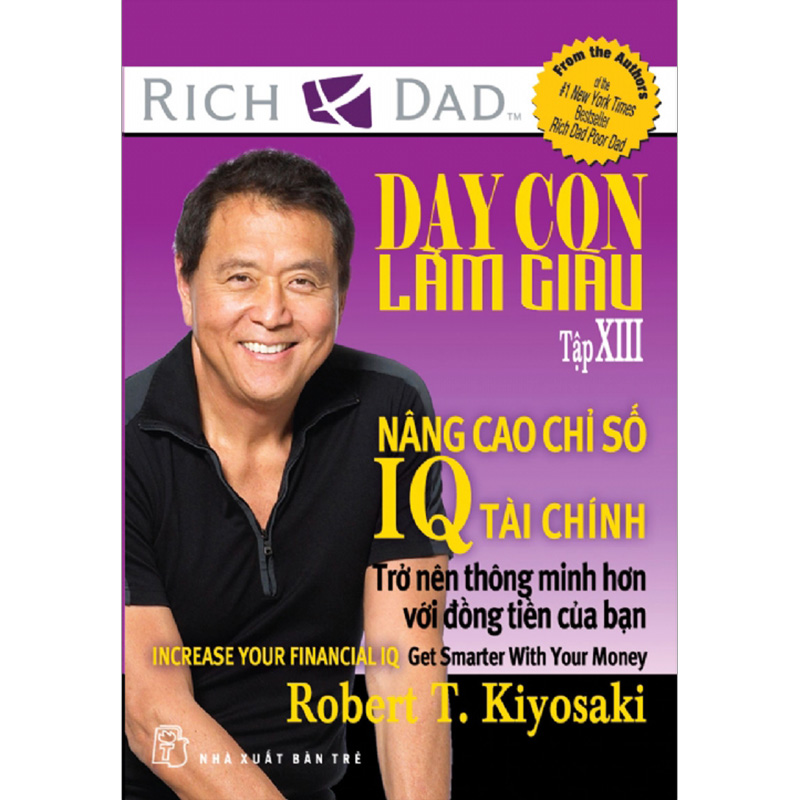 RICH DAD™
From the Authors
of the
#1 New York Times
Bestseller
Rich Dad Poor Dad
DẠY CON
LÀM GIÀU
Tập XIII
NÂNG CAO CHỈ SỐ
IQ TÀI CHÍNH
Trở nên thông minh hơn
với đồng tiền của bạn
INCREASE YOUR FINANCIAL IQ Get Smarter With Your Money
Robert T. Kiyosaki
NHÀ XUẤT BẢN TRẺ